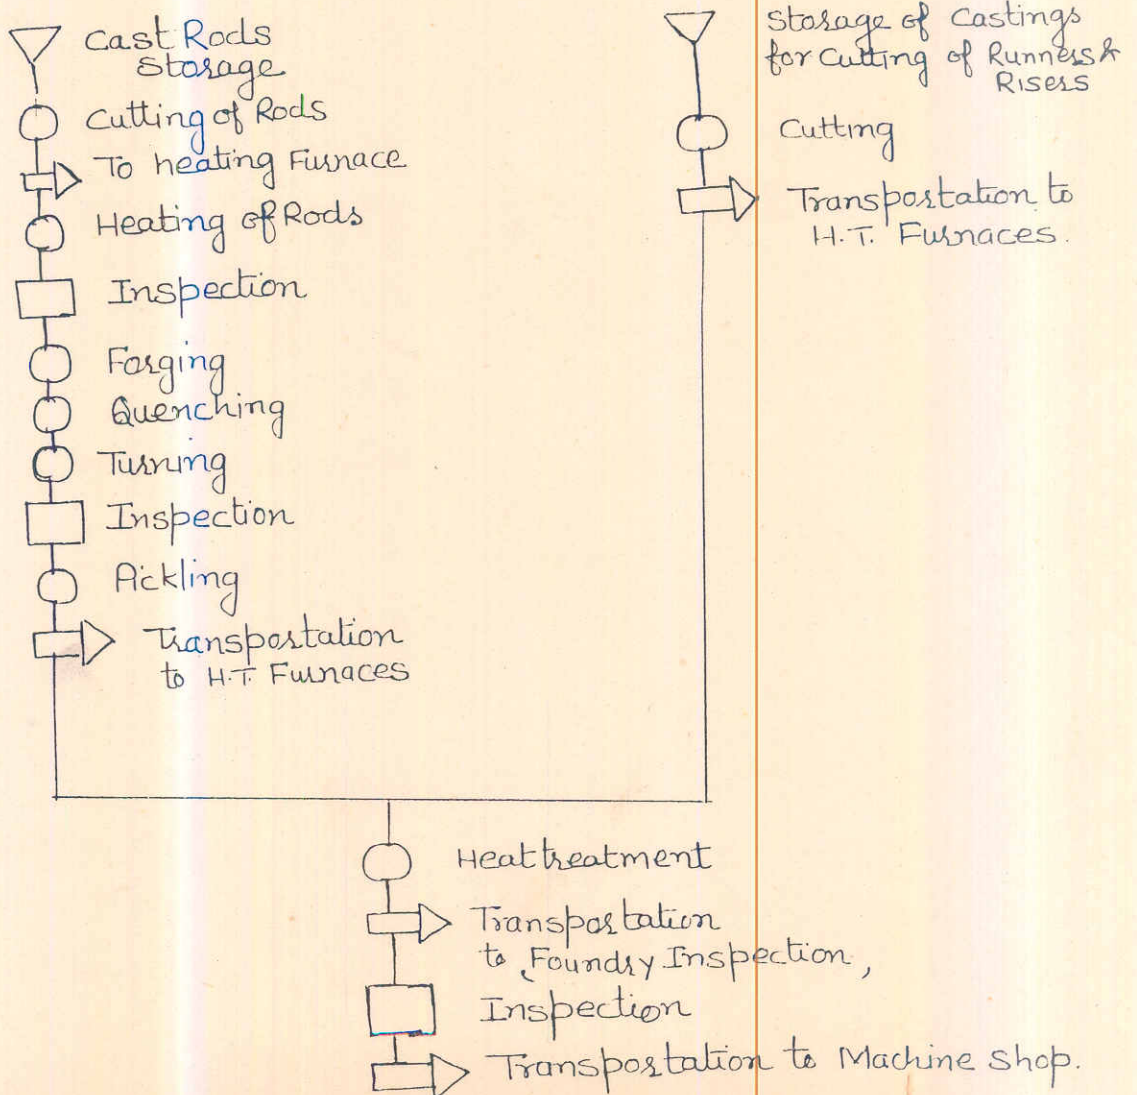 Cast Rods
Storage
Cutting of Rods
To heating Furnace
Heating of Rods
Inspection
Forging
Quenching
Turning
Inspection
Pickling
Transportation
to H.T. Furnaces
Storage of Castings
for Cutting of Runners &
Risers
Cutting
Transportation to
H.T. Furnaces.
Heat treatment
Transportation
to Foundry Inspection,
Inspection
Transportation to Machine Shop.